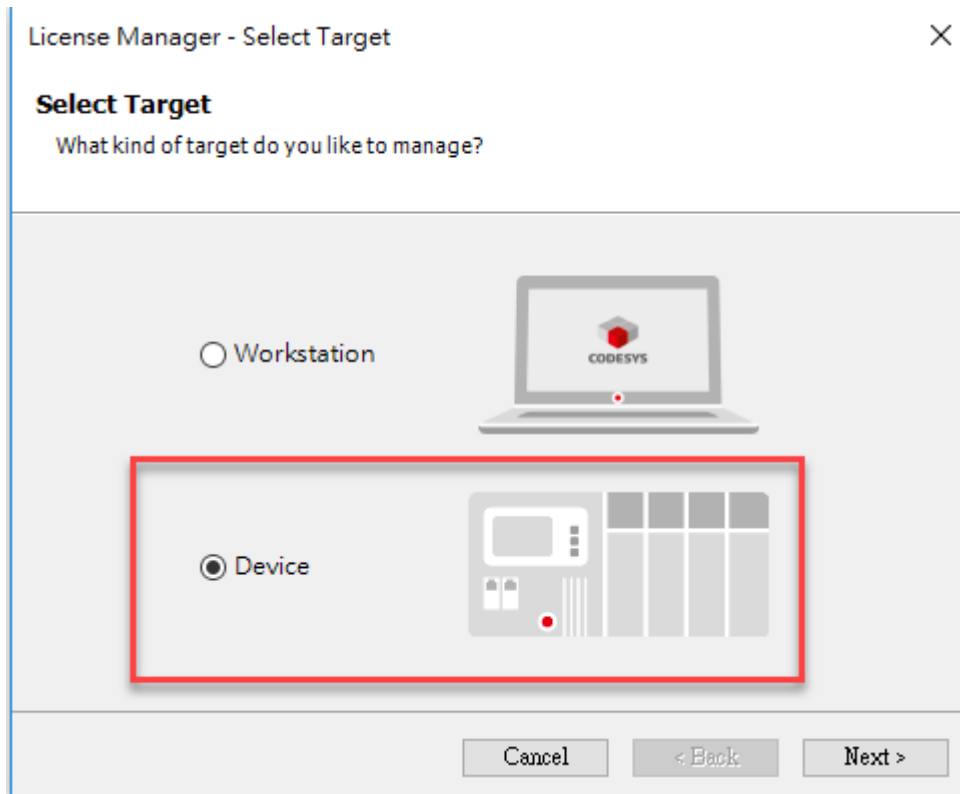 License Manager - Select Target
Select Target
What kind of target do you like to manage?
Workstation
CODESYS
Device
Cancel
< Back
Next >